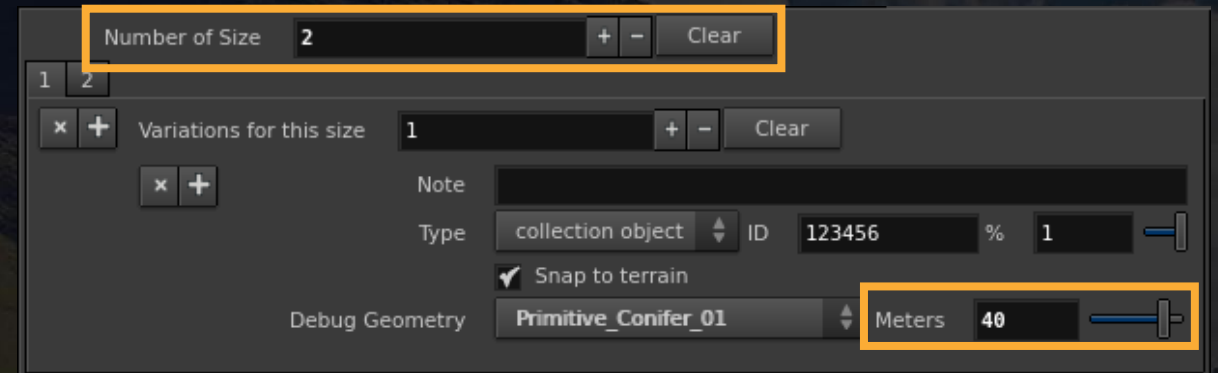 Number of Size 2 + - Clear
1 2
× + Variations for this size 1 + - Clear
× + Note
Type collection object ID 123456 % 1
Snap to terrain
Debug Geometry Primitive_Conifer_01 Meters 40